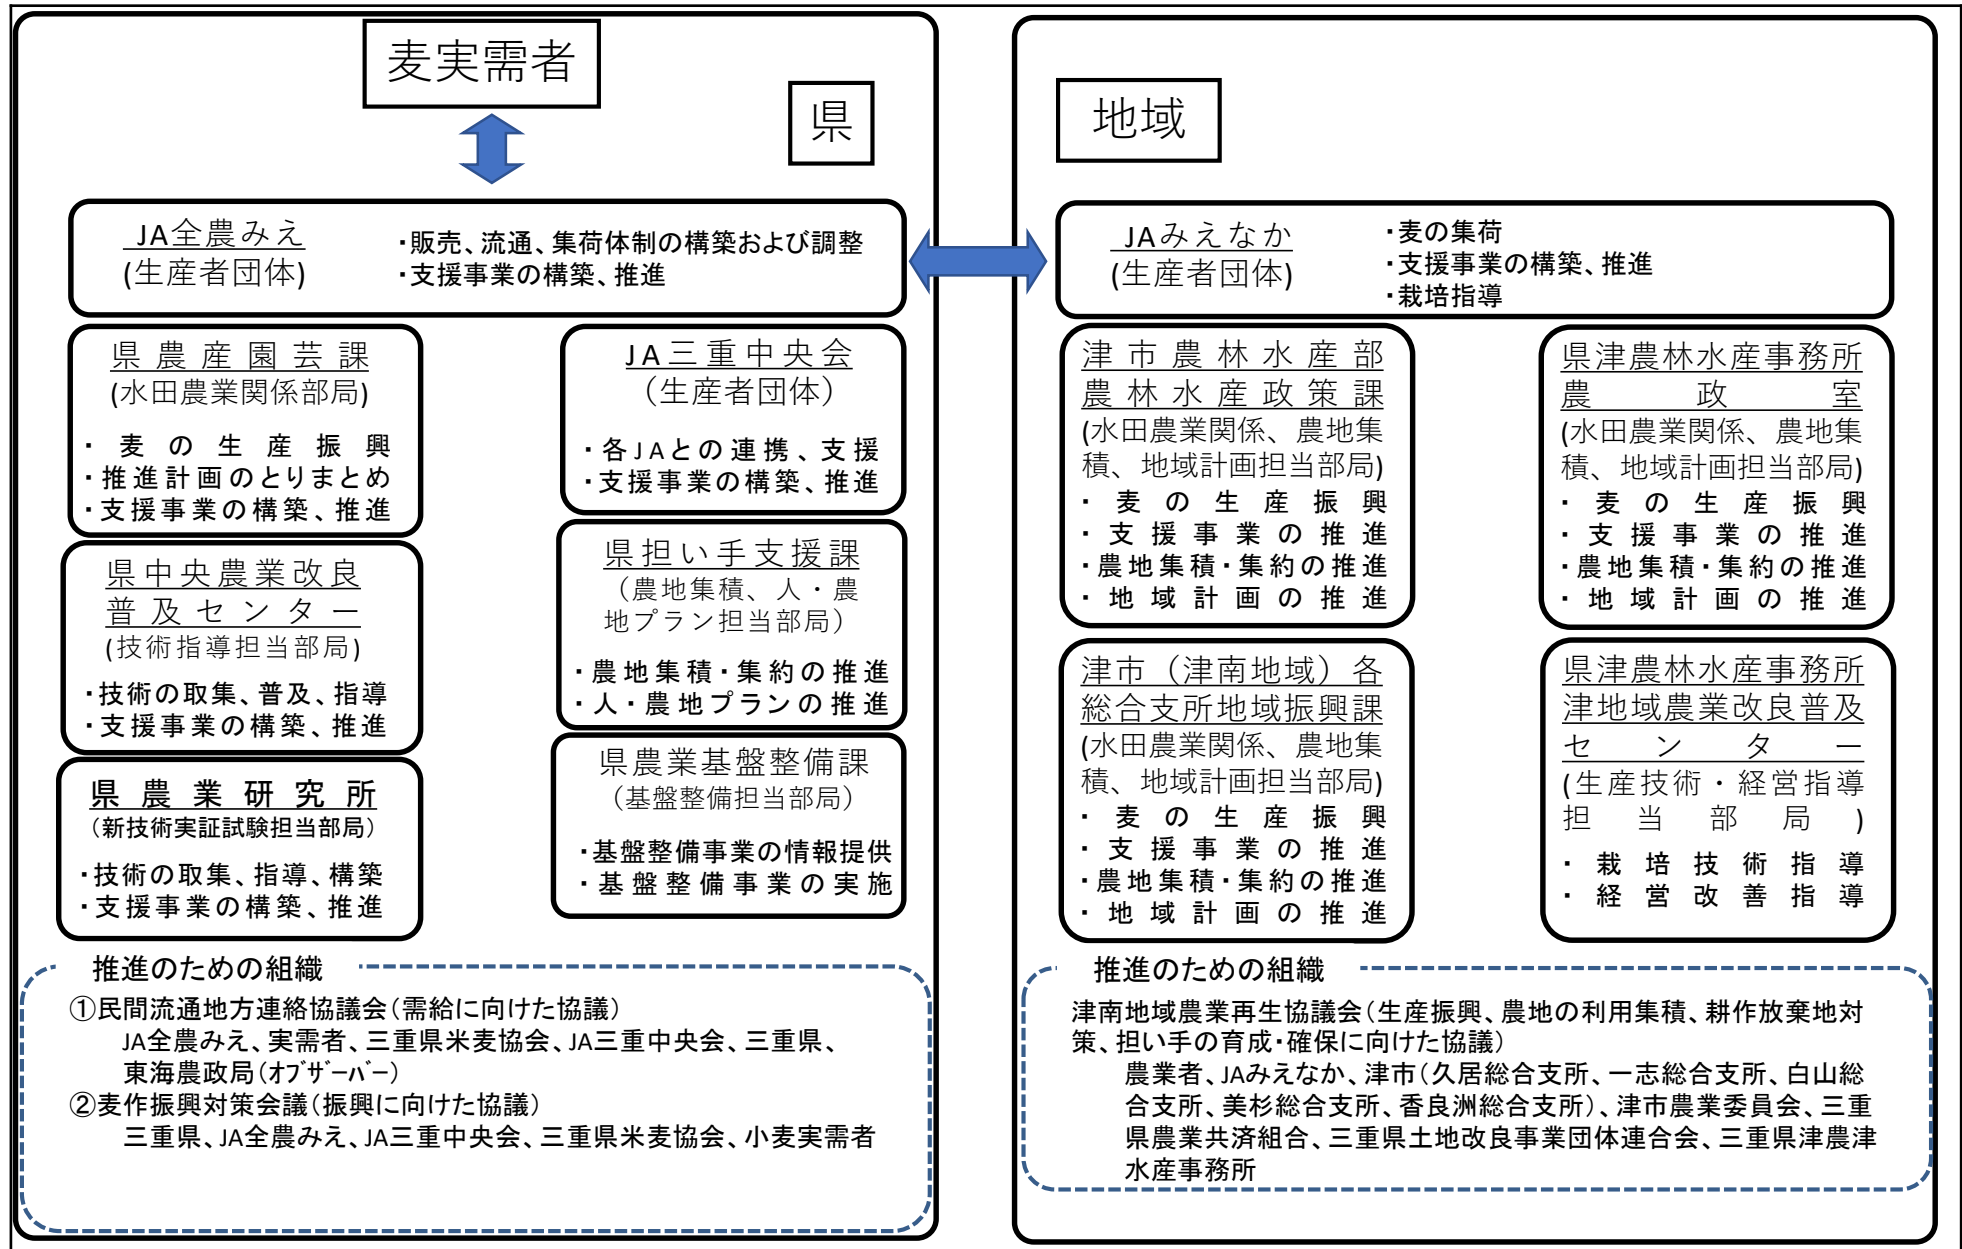 麦実需者
県
JA全農みえ
(生産者団体)
・販売、流通、集荷体制の構築および調整
・支援事業の構築、推進
県農産園芸課
(水田農業関係部局)
・麦の生産振興
・推進計画のとりまとめ
・支援事業の構築、推進
JA三重中央会
（生産者団体）
・各JAとの連携、支援
・支援事業の構築、推進
県中央農業改良
普及センター
(技術指導担当部局)
・技術の収集、普及、指導
・支援事業の構築、推進
県担い手支援課
（農地集積、人・農
地プラン担当部局）
・農地集積・集約の推進
・人・農地プランの推進
県農業研究所
（新技術実証試験担当部局）
・技術の収集、指導、構築
・支援事業の構築、推進
県農業基盤整備課
（基盤整備担当部局）
・基盤整備事業の情報提供
・基盤整備事業の実施
推進のための組織
①民間流通地方連絡協議会（需給に向けた協議）
JA全農みえ、実需者、三重県米麦協会、JA三重中央会、三重県、
東海農政局（ｵﾌﾞｻﾞｰﾊﾞｰ）
②麦作振興対策会議（振興に向けた協議）
三重県、JA全農みえ、JA三重中央会、三重県米麦協会、小麦実需者
地域
JAみえなか
(生産者団体)
・麦の集荷
・支援事業の構築、推進
・栽培指導
津市農林水産部
農林水産政策課
(水田農業関係、農地集
積、地域計画担当部局)
・麦の生産振興
・支援事業の推進
・農地集積・集約の推進
・地域計画の推進
県津農林水産事務所
農政室
(水田農業関係、農地集
積、地域計画担当部局)
・麦の生産振興
・支援事業の推進
・農地集積・集約の推進
・地域計画の推進
津市（津南地域）各
総合支所地域振興課
(水田農業関係、農地集
積、地域計画担当部局)
・麦の生産振興
・支援事業の推進
・農地集積・集約の推進
・地域計画の推進
県津農林水産事務所
津地域農業改良普及
センター
(生産技術・経営指導
担当部局)
・栽培技術指導
・経営改善指導
推進のための組織
津南地域農業再生協議会（生産振興、農地の利用集積、耕作放棄地対
策、担い手の育成・確保に向けた協議）
農業者、JAみえなか、津市（久居総合支所、一志総合支所、白山総
合支所、美杉総合支所、香良洲総合支所）、津市農業委員会、三重
県農業共済組合、三重県土地改良事業団体連合会、三重県津農津
水産事務所